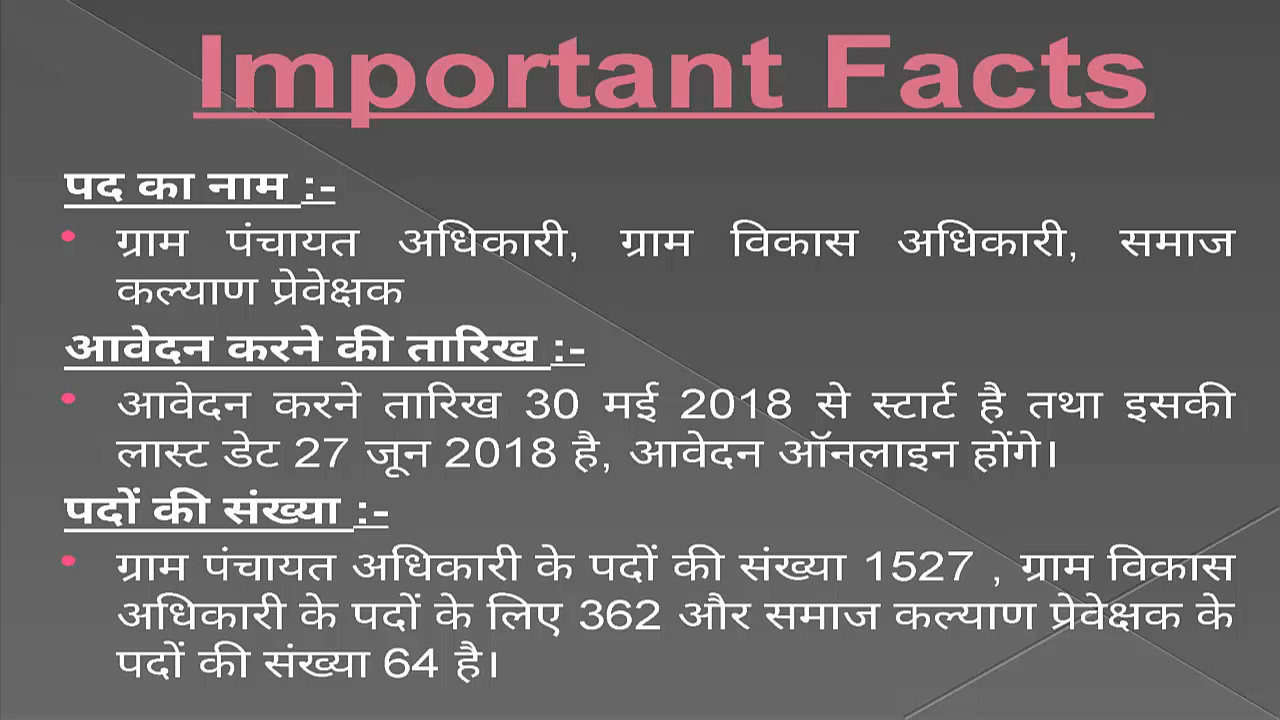 Important Facts
पद का नाम :-
• ग्राम पंचायत अधिकारी, ग्राम विकास अधिकारी, समाज
कल्याण प्रेवेक्षक
आवेदन करने की तारिख :-
• आवेदन करने तारिख 30 मई 2018 से स्टार्ट है तथा इसकी
लास्ट डेट 27 जून 2018 है, आवेदन ऑनलाइन होंगे।
पदों की संख्या :-
• ग्राम पंचायत अधिकारी के पदों की संख्या 1527 , ग्राम विकास
अधिकारी के पदों के लिए 362 और समाज कल्याण प्रेवेक्षक के
पदों की संख्या 64 है।